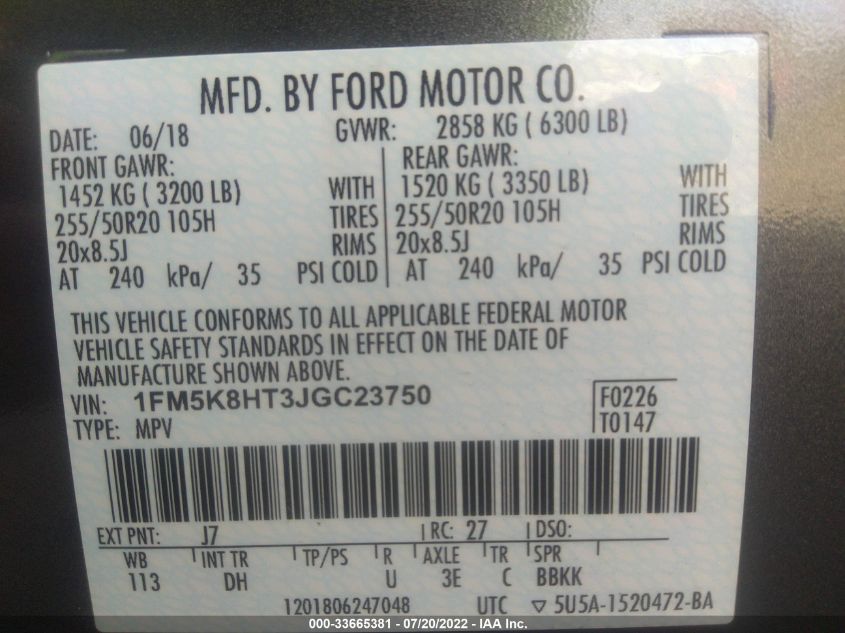 MFD. BY FORD MOTOR CO.
DATE: 06/18 GVWR: 2858 KG ( 6300 LB)
FRONT GAWR: REAR GAWR:
1452 KG ( 3200 LB) WITH 1520 KG ( 3350 LB) WITH
255/50R20 105H TIRES 255/50R20 105H TIRES
20x8.5J RIMS 20x8.5J RIMS
AT 240 kPa/ 35 PSI COLD AT 240 kPa/ 35 PSI COLD
THIS VEHICLE CONFORMS TO ALL APPLICABLE FEDERAL MOTOR
VEHICLE SAFETY STANDARDS IN EFFECT ON THE DATE OF
MANUFACTURE SHOWN ABOVE.
VIN: 1FM5K8HT3JGC23750 F0226
TYPE: MPV T0147
EXT PNT: J7 RC: 27 DSO:
WB INT TR TP/PS R AXLE TR SPR
113 DH U 3E C BBKK
1201806247048 UTC ▽ 5U5A-1520472-BA
000-33665381 - 07/20/2022 - IAA Inc.